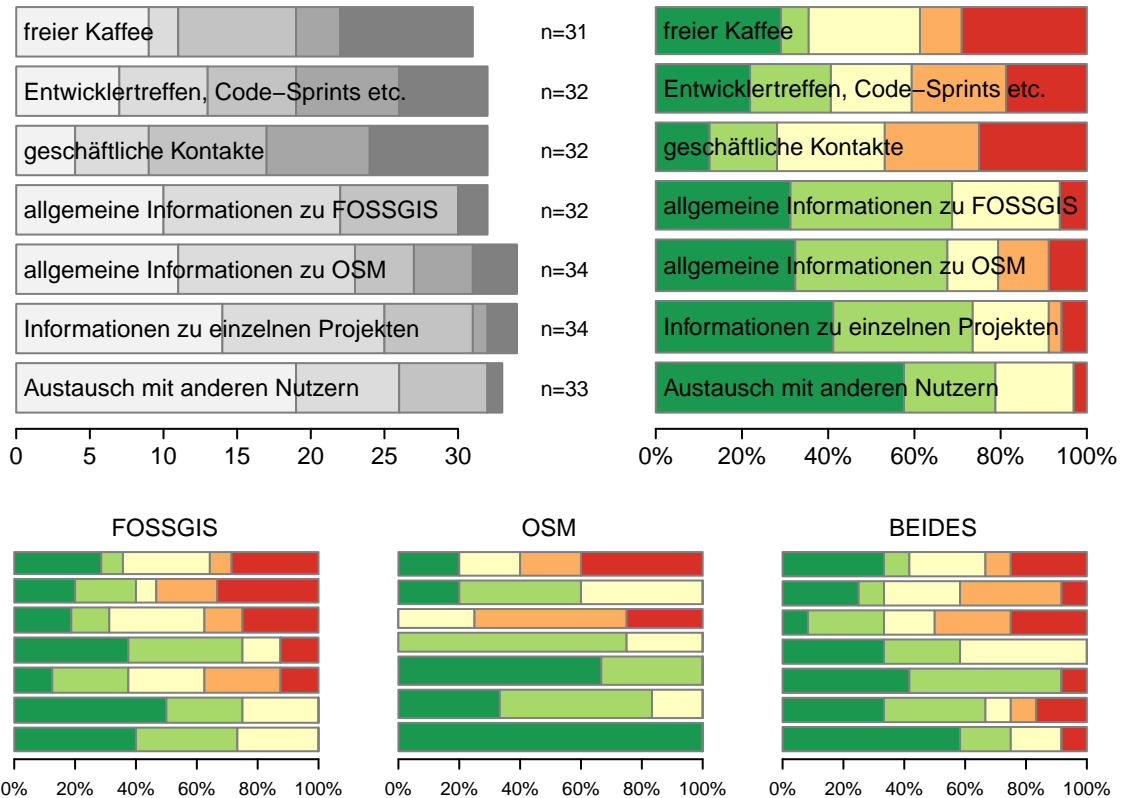 freier Kaffee n=31
Entwicklertreffen, Code−Sprints etc. n=32
geschäftliche Kontakte n=32
allgemeine Informationen zu FOSSGIS n=32
allgemeine Informationen zu OSM n=34
Informationen zu einzelnen Projekten n=34
Austausch mit anderen Nutzern n=33
0 5 10 15 20 25 30
freier Kaffee
Entwicklertreffen, Code−Sprints etc.
geschäftliche Kontakte
allgemeine Informationen zu FOSSGIS
allgemeine Informationen zu OSM
Informationen zu einzelnen Projekten
Austausch mit anderen Nutzern
0% 20% 40% 60% 80% 100%
FOSSGIS
0% 20% 40% 60% 80% 100%
OSM
0% 20% 40% 60% 80% 100%
BEIDES
0% 20% 40% 60% 80% 100%